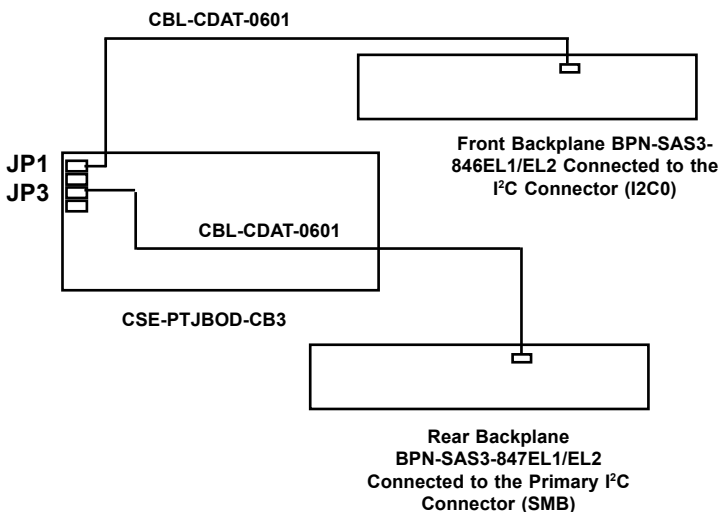 CBL-CDAT-0601
Front Backplane BPN-SAS3-
846EL1/EL2 Connected to the
I²C Connector (I2C0)
JP1
JP3
CBL-CDAT-0601
CSE-PTJBOD-CB3
Rear Backplane
BPN-SAS3-847EL1/EL2
Connected to the Primary I²C
Connector (SMB)